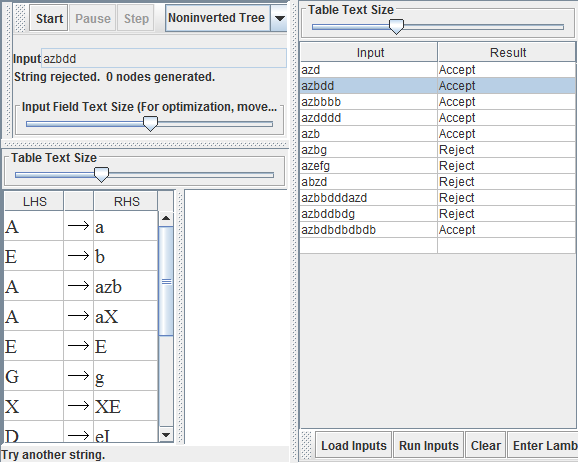 Start Pause Step Noninverted Tree
Input azbdd
String rejected. 0 nodes generated.
Input Field Text Size (For optimization, move...
Table Text Size
LHS RHS
A → a
E → b
A → azb
A → aX
E → E
G → g
X → XE
D → eI
Try another string.
Table Text Size
Input Result
azd Accept
azbdd Accept
azbbbb Accept
azdddd Accept
azb Accept
azbg Reject
azefg Reject
abzd Reject
azbbdddazd Reject
azbddbdg Reject
azbdbdbdbdb Accept
Load Inputs Run Inputs Clear Enter Lamb